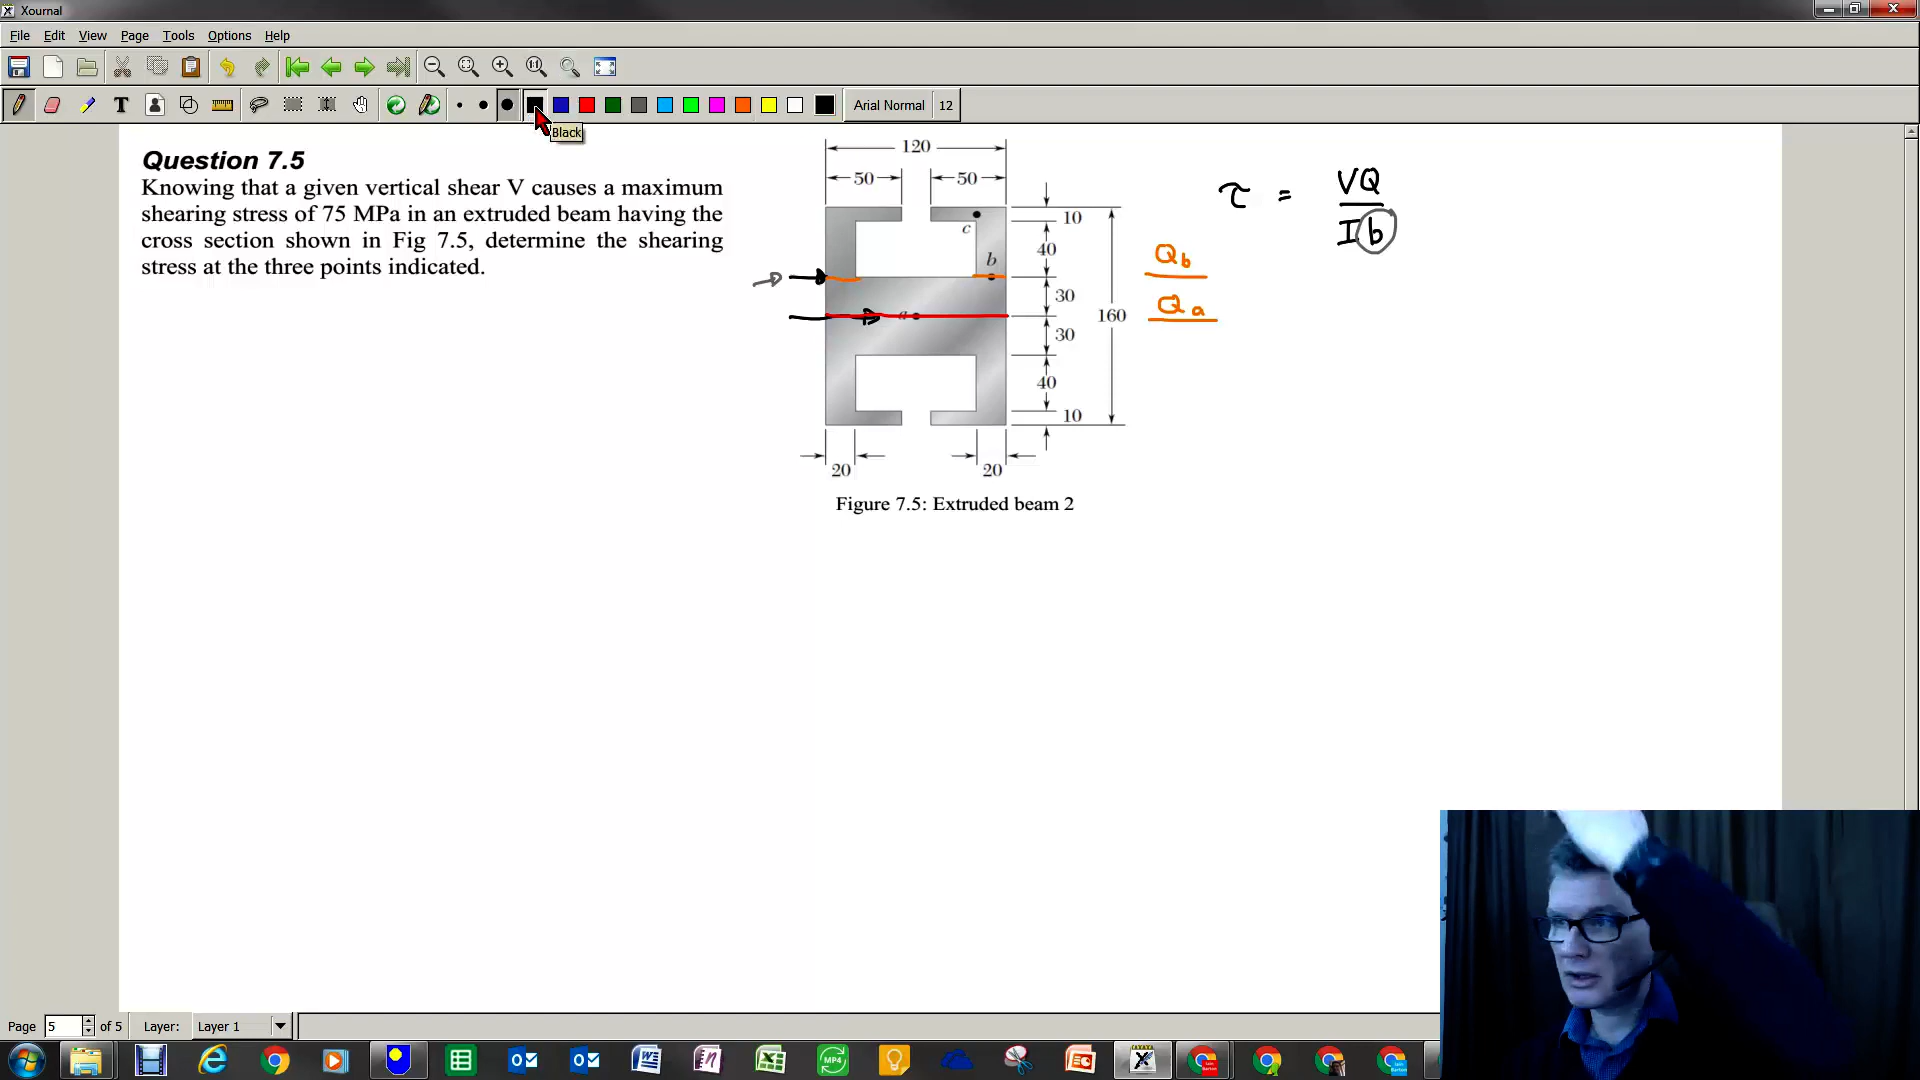 Xournal
File Edit View Page Tools Options Help
Arial Normal 12
Black
Question 7.5
Knowing that a given vertical shear V causes a maximum
shearing stress of 75 MPa in an extruded beam having the
cross section shown in Fig 7.5, determine the shearing
stress at the three points indicated.
120
50 50
10
c
40
b
30
a
160
30
40
10
20 20
Figure 7.5: Extruded beam 2
τ = VQ
Ib
Qb
Qa
Page 5 of 5 Layer: Layer 1
MP4